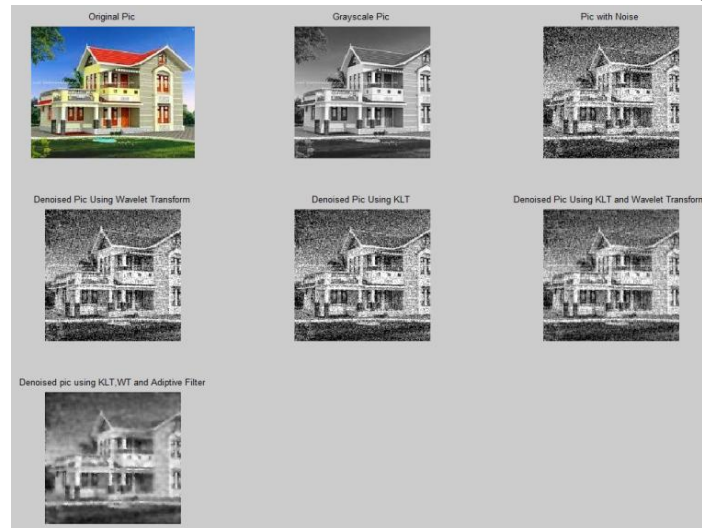 Original Pic
Grayscale Pic
Pic with Noise
Denoised Pic Using Wavelet Transform
Denoised Pic Using KLT
Denoised Pic Using KLT and Wavelet Transform
Denoised pic using KLT,WT and Adiptive Filter